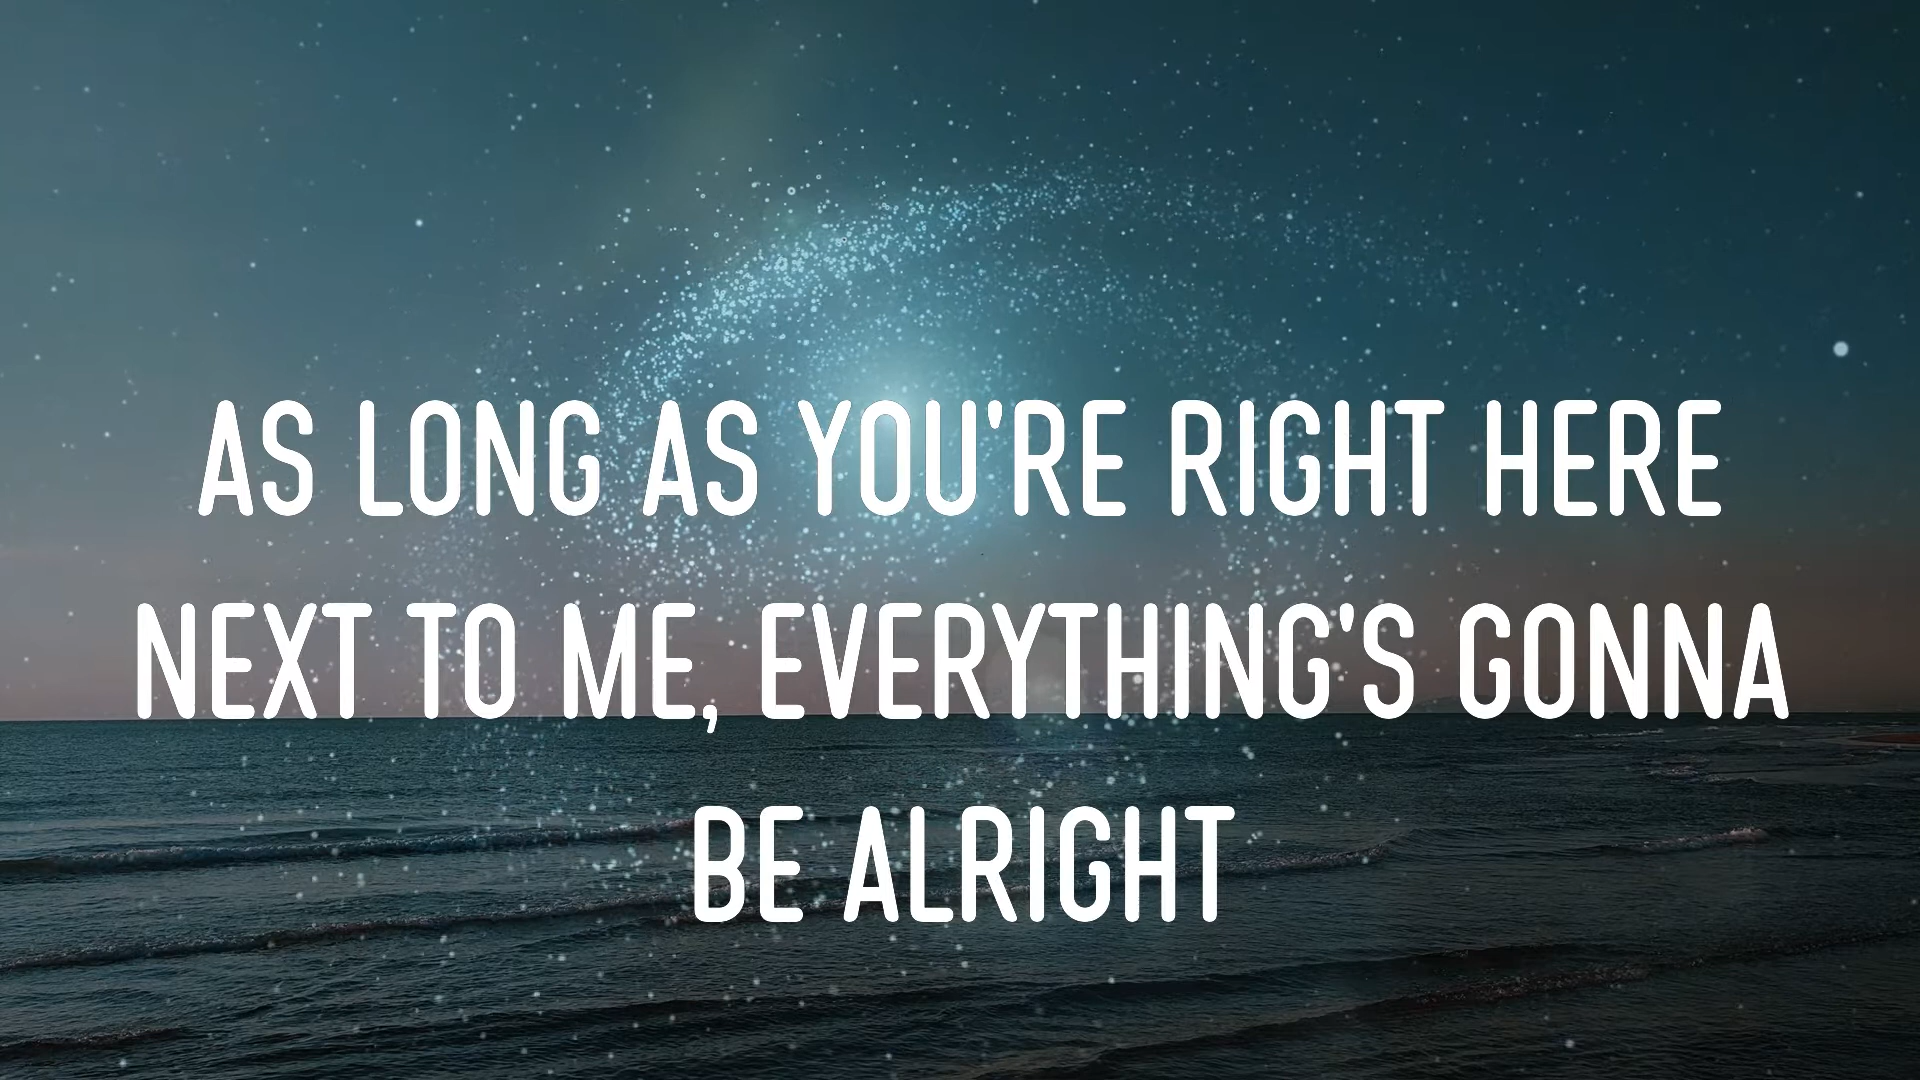 AS LONG AS YOU'RE RIGHT HERE
NEXT TO ME, EVERYTHING'S GONNA
BE ALRIGHT